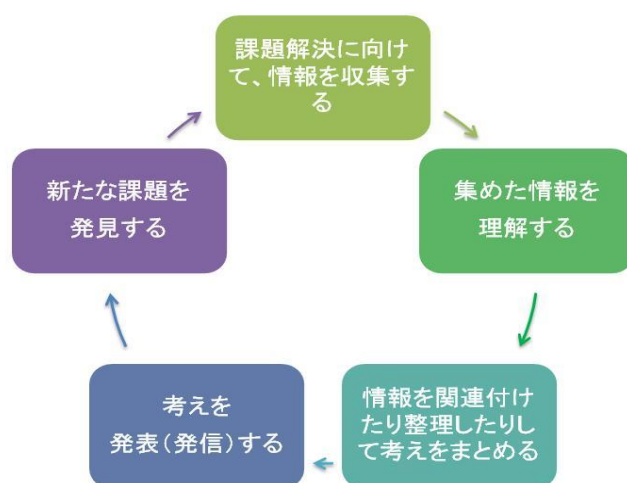 課題解決に向け
て、情報を収集す
る
集めた情報を
理解する
情報を関連付け
たり整理したりし
て考えをまとめる
考えを
発表(発信)する
新たな課題を
発見する